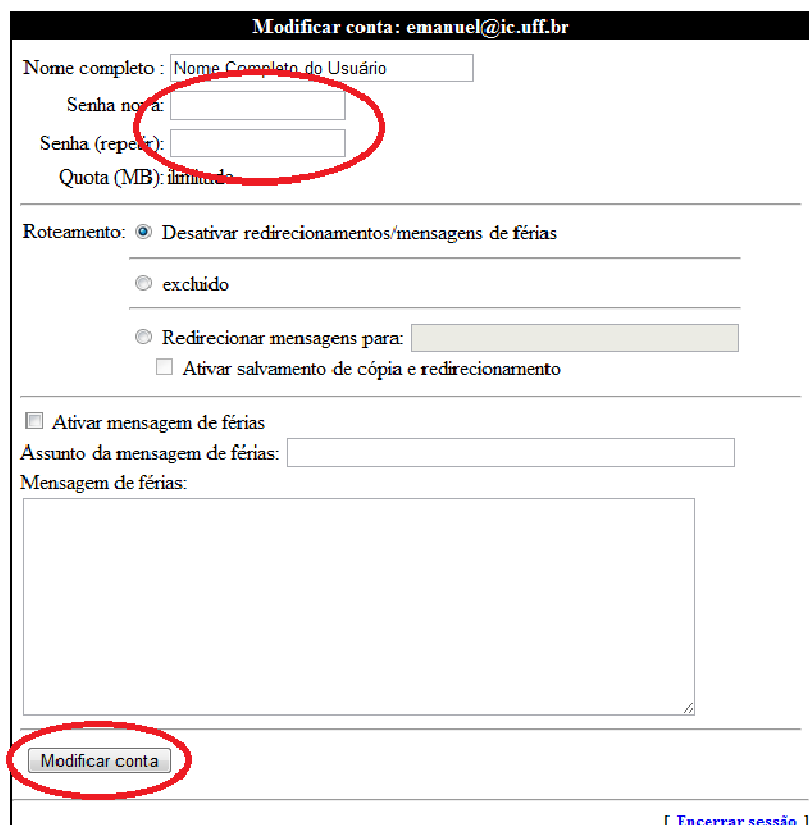 Modificar conta: emanuel@ic.uff.br
Nome completo : Nome Completo do Usuário
Senha nova:
Senha (repetir):
Quota (MB): ilimitado
Roteamento: Desativar redirecionamentos/mensagens de férias
excluido
Redirecionar mensagens para:
Ativar salvamento de cópia e redirecionamento
Ativar mensagem de férias
Assunto da mensagem de férias:
Mensagem de férias:
Modificar conta
[ Encerrar sessão ]